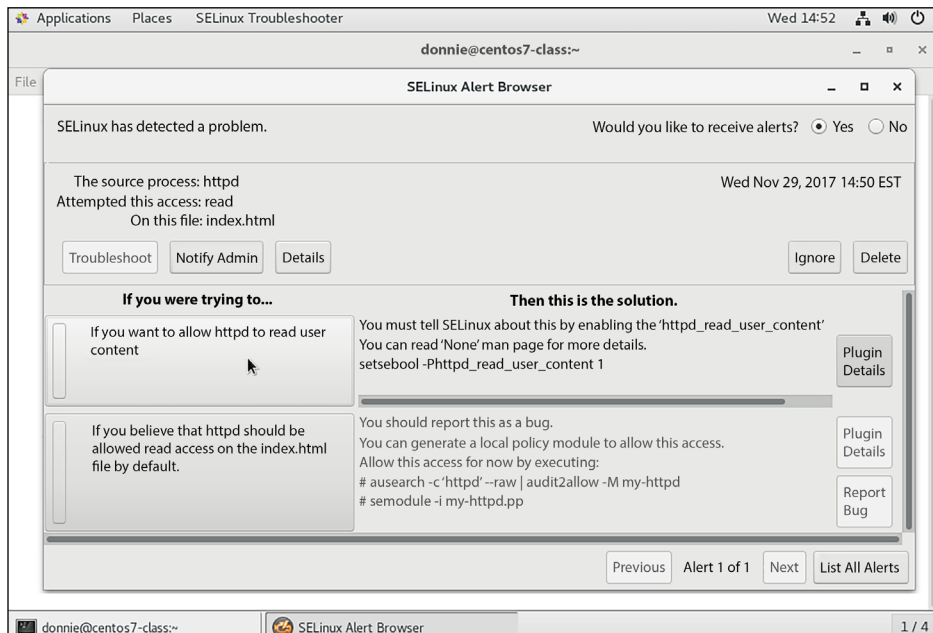 Applications Places SELinux Troubleshooter Wed 14:52
donnie@centos7-class:~
File
SELinux Alert Browser
SELinux has detected a problem. Would you like to receive alerts? Yes No
The source process: httpd Wed Nov 29, 2017 14:50 EST
Attempted this access: read
On this file: index.html
Troubleshoot Notify Admin Details Ignore Delete
If you were trying to... Then this is the solution.
If you want to allow httpd to read user
content
You must tell SELinux about this by enabling the ‘httpd_read_user_content’
You can read ‘None’ man page for more details.
setsebool -Phttpd_read_user_content 1
Plugin
Details
If you believe that httpd should be
allowed read access on the index.html
file by default.
You should report this as a bug.
You can generate a local policy module to allow this access.
Allow this access for now by executing:
# ausearch -c ‘httpd’ --raw | audit2allow -M my-httpd
# semodule -i my-httpd.pp
Plugin
Details
Report
Bug
Previous Alert 1 of 1 Next List All Alerts
donnie@centos7-class:~ SELinux Alert Browser 1 / 4